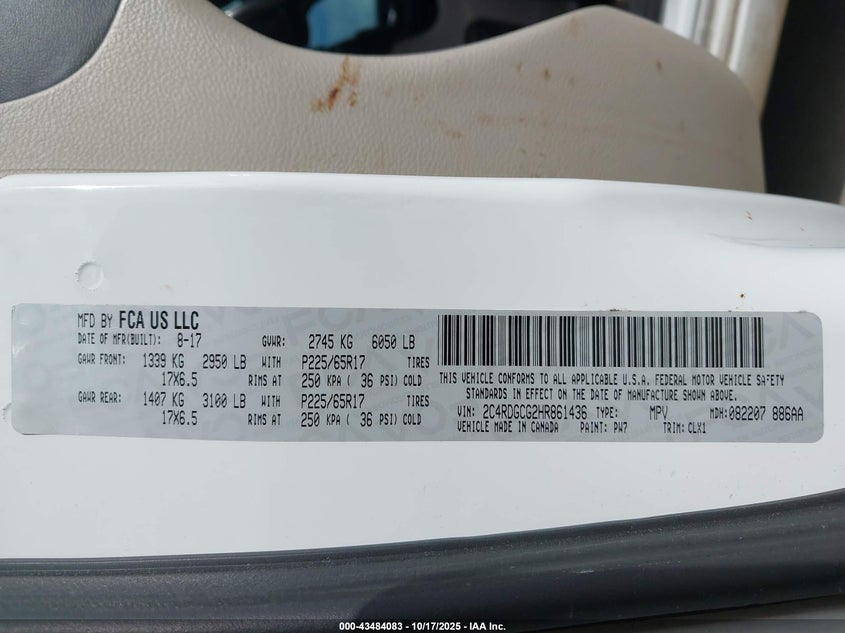 MFD BY FCA US LLC
DATE OF MFR(BUILT): 8-17 GVWR: 2745 KG 6050 LB
GAWR FRONT: 1339 KG 2950 LB WITH P225/65R17 TIRES
17X6.5 RIMS AT 250 KPA ( 36 PSI) COLD
GAWR REAR: 1407 KG 3100 LB WITH P225/65R17 TIRES
17X6.5 RIMS AT 250 KPA ( 36 PSI) COLD
THIS VEHICLE CONFORMS TO ALL APPLICABLE U.S.A. FEDERAL MOTOR VEHICLE SAFETY
STANDARDS IN EFFECT ON THE DATE OF MANUFACTURE SHOWN ABOVE.
VIN: 2C4RDGCG2HR861436 TYPE: MPV MDH:082207 886AA
VEHICLE MADE IN CANADA PAINT: PW7 TRIM: CLX1
000-43484083 - 10/17/2025 - IAA Inc.